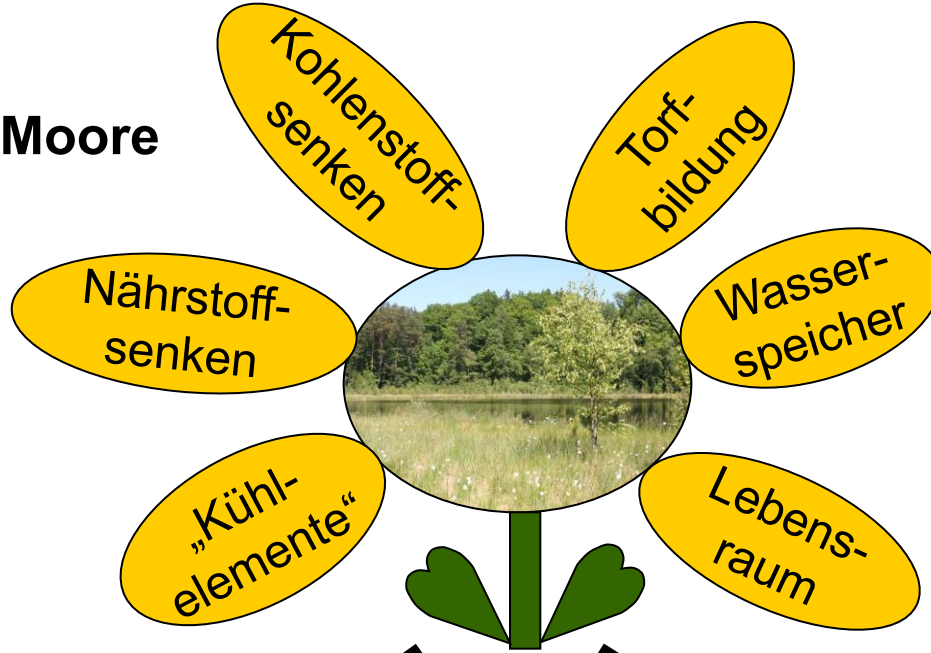 Moore
Kohlenstoff-
senken
Torf-
bildung
Nährstoff-
senken
Wasser-
speicher
„Kühl-
elemente“
Lebens-
raum